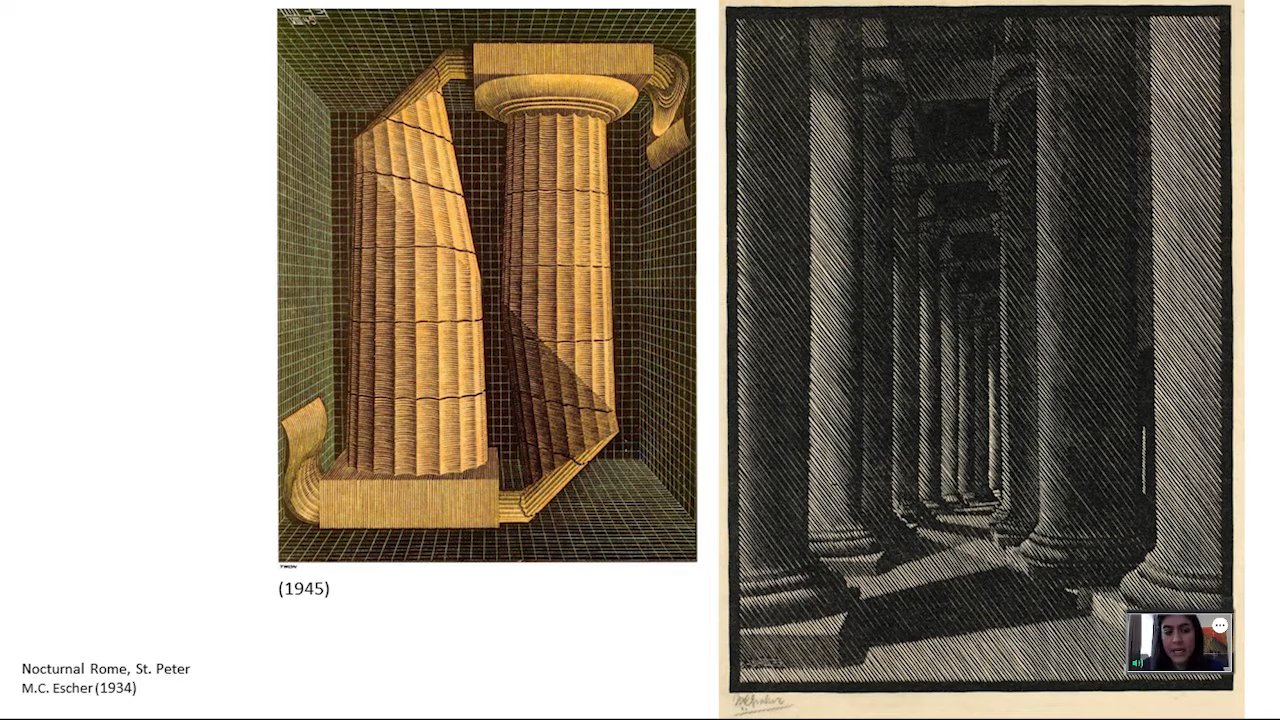 (1945)
Nocturnal Rome, St. Peter
M.C. Escher (1934)